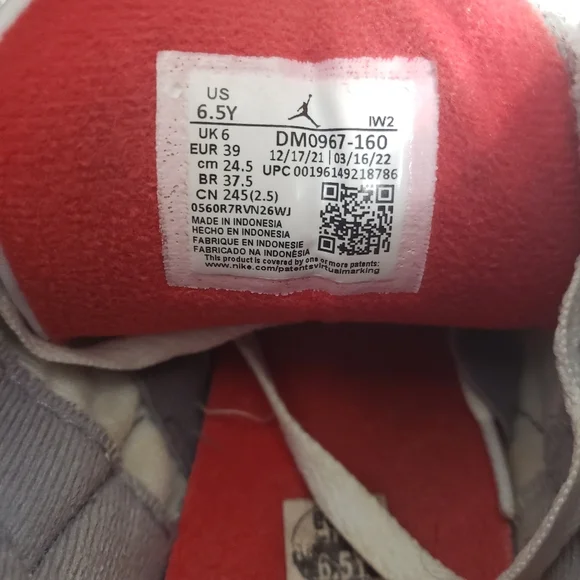 US
6.5Y
IW2
UK 6
DM0967-160
EUR 39
12/17/21 | 03/16/22
cm 24.5
UPC 00196149218786
BR 37.5
CN 245(2.5)
0560R7RVN26WJ
MADE IN INDONESIA
HECHO EN INDONESIA
FABRIQUE EN INDONESIE
FABRICADO NA INDONÉSIA
This product is covered by one or more patents:
www.nike.com/patentsvirtualmarking
6.5Y